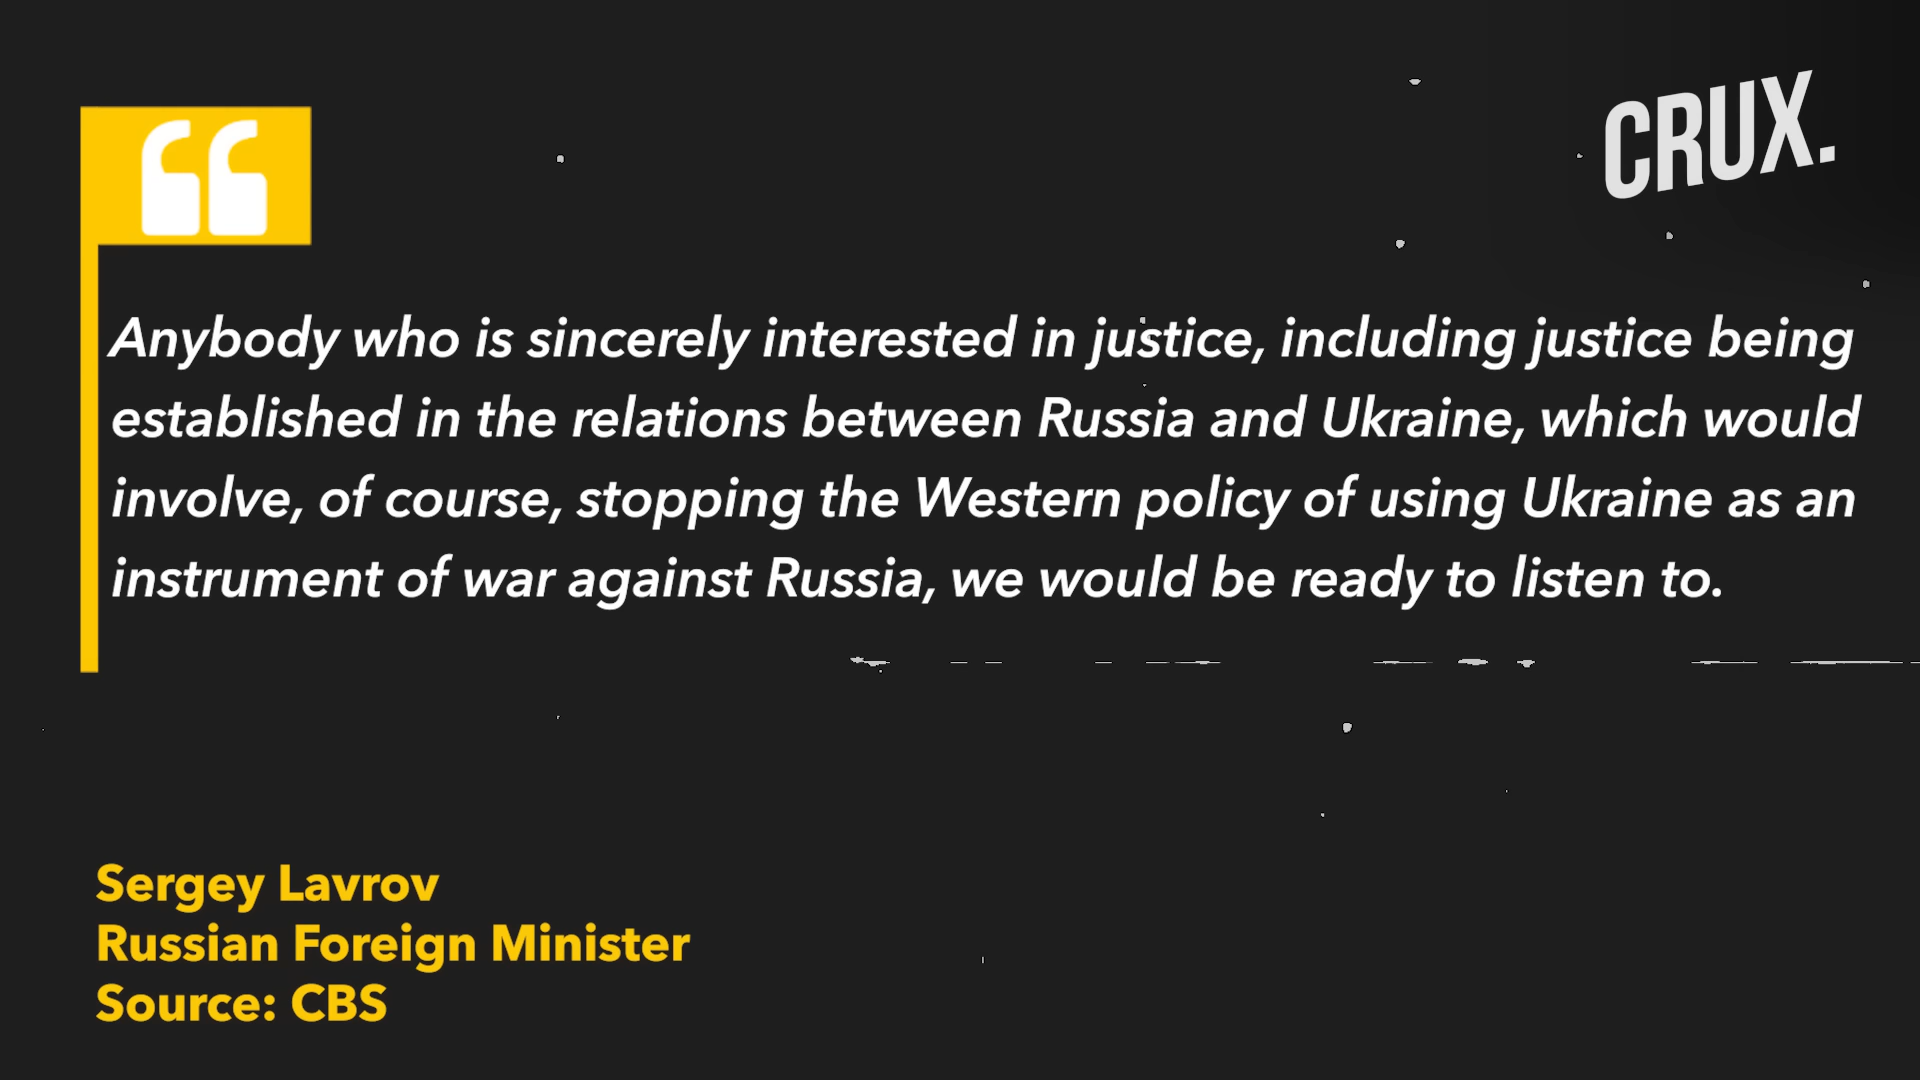 CRUX.
“
Anybody who is sincerely interested in justice, including justice being
established in the relations between Russia and Ukraine, which would
involve, of course, stopping the Western policy of using Ukraine as an
instrument of war against Russia, we would be ready to listen to.
Sergey Lavrov
Russian Foreign Minister
Source: CBS